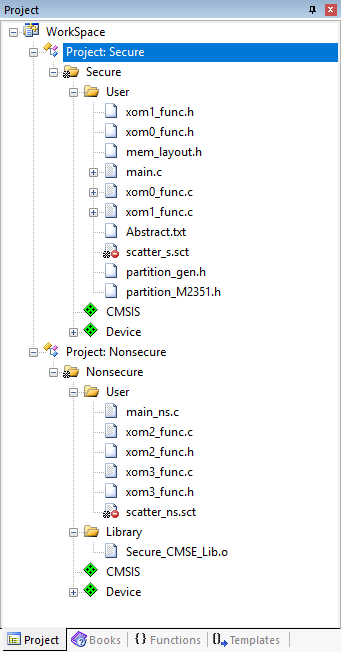 Project
WorkSpace
Project: Secure
Secure
User
xom1_func.h
xom0_func.h
mem_layout.h
main.c
xom0_func.c
xom1_func.c
Abstract.txt
scatter_s.sct
partition_gen.h
partition_M2351.h
CMSIS
Device
Project: Nonsecure
Nonsecure
User
main_ns.c
xom2_func.c
xom2_func.h
xom3_func.c
xom3_func.h
scatter_ns.sct
Library
Secure_CMSE_Lib.o
CMSIS
Device
Project Books {} Functions 0 Templates